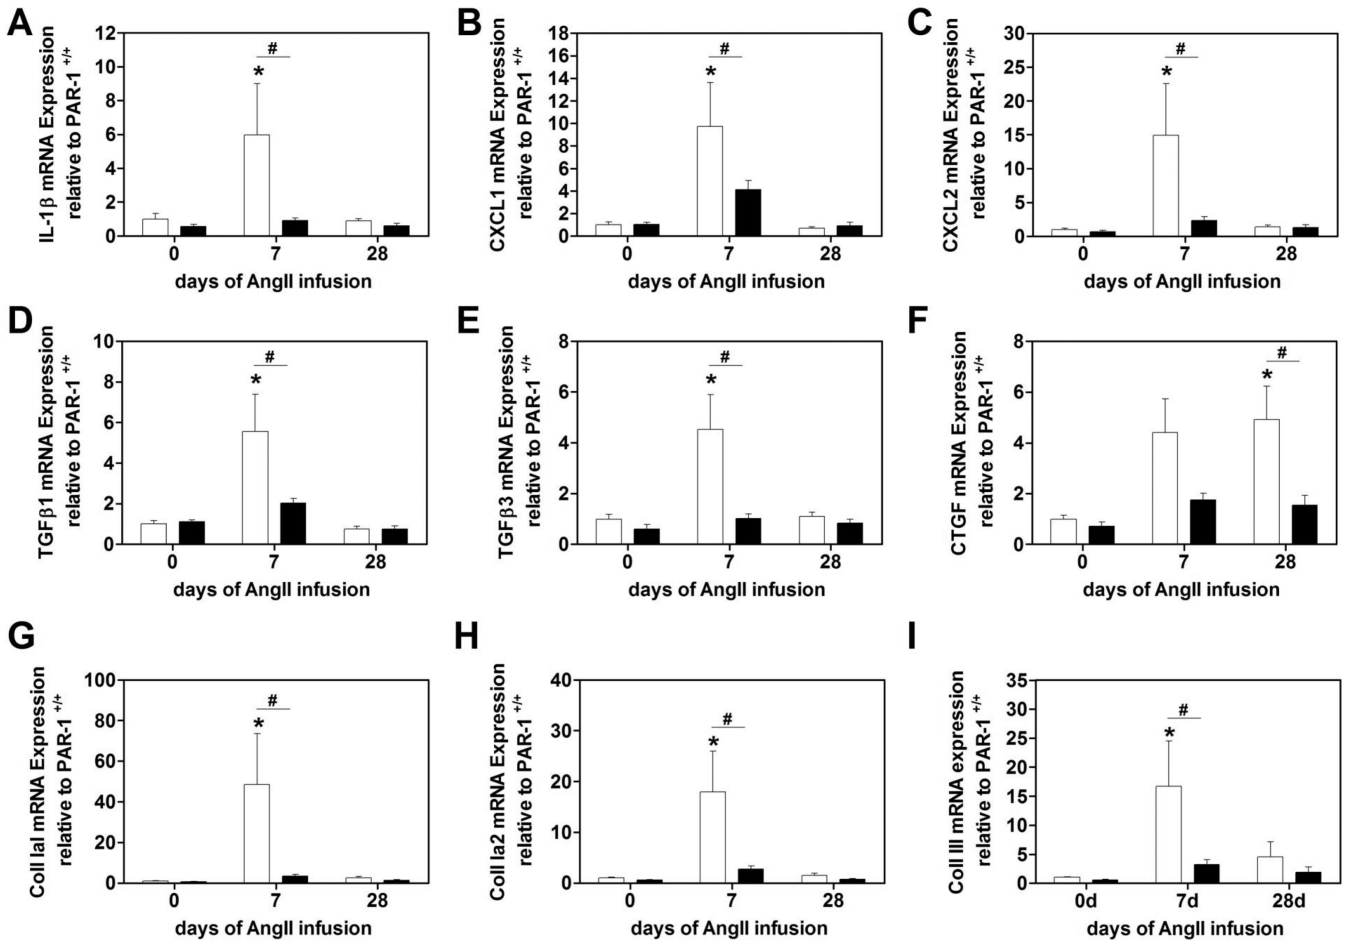 A
IL-1β mRNA Expression
relative to PAR-1 +/+
12
10
8
6
4
2
0
*
#
0 7 28
days of AngII infusion
B
CXCL1 mRNA Expression
relative to PAR-1 +/+
18
16
14
12
10
8
6
4
2
0
*
#
0 7 28
days of AngII infusion
C
CXCL2 mRNA Expression
relative to PAR-1 +/+
30
25
20
15
10
5
0
*
#
0 7 28
days of AngII infusion
D
TGFβ1 mRNA Expression
relative to PAR-1 +/+
10
8
6
4
2
0
*
#
0 7 28
days of AngII infusion
E
TGFβ3 mRNA Expression
relative to PAR-1 +/+
8
6
4
2
0
*
#
0 7 28
days of AngII infusion
F
CTGF mRNA Expression
relative to PAR-1 +/+
8
6
4
2
0
*
#
0 7 28
days of AngII infusion
G
Coll IaI mRNA Expression
relative to PAR-1 +/+
100
80
60
40
20
0
*
#
0 7 28
days of AngII infusion
H
Coll Ia2 mRNA Expression
relative to PAR-1 +/+
40
30
20
10
0
*
#
0 7 28
days of AngII infusion
I
Coll III mRNA expression
relative to PAR-1 +/+
35
30
25
20
15
10
5
0
*
#
0d 7d 28d
days of AngII infusion